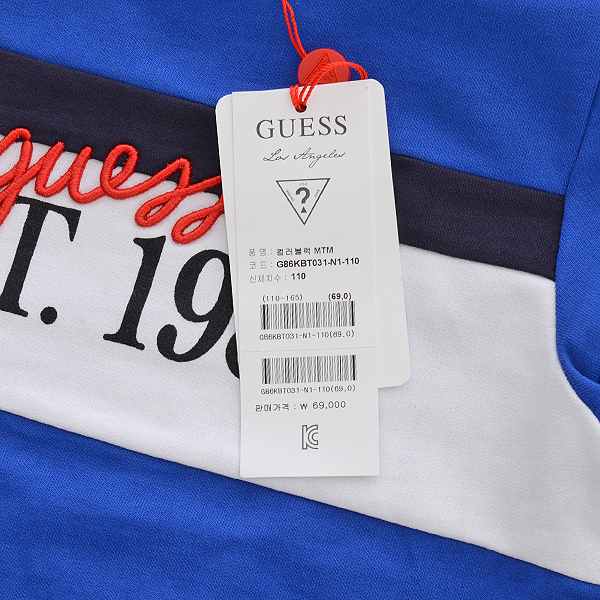 guess
T. 198
GUESS
Los Angeles
?
품 명 : 컬러블럭 MTM
코 드 : G86KBT031-N1-110
신체치수 : 110
(110-165) (69,0)
G86KBT031-N1-110(69,0)
G86KBT031-N1-110(69,0)
판매가격 : ₩ 69,000
KC